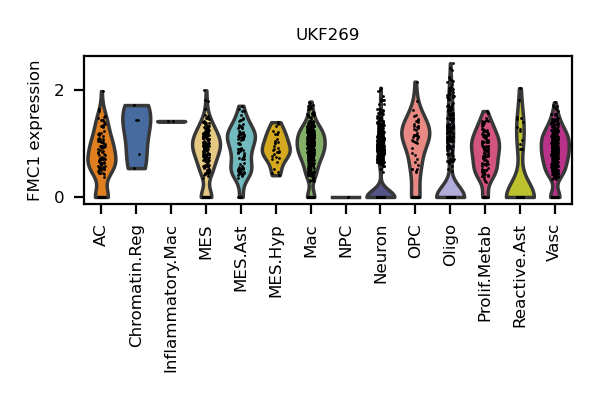 UKF269
FMC1 expression
2
0
AC
Chromatin.Reg
Inflammatory.Mac
MES
MES.Ast
MES.Hyp
Mac
NPC
Neuron
OPC
Oligo
Prolif.Metab
Reactive.Ast
Vasc